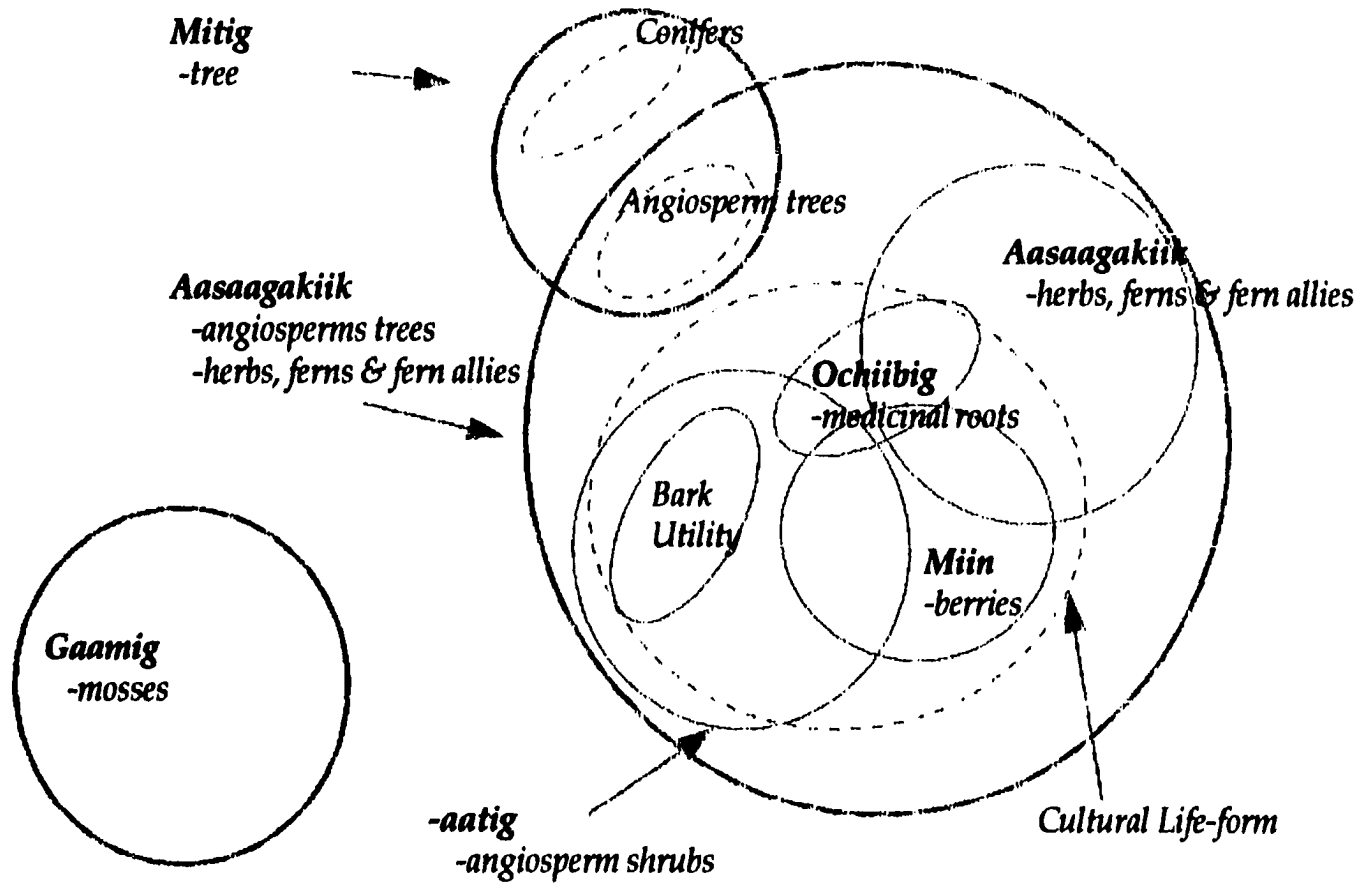 Mitig
-tree
Conifers
Angiosperm trees
Aasaagakiik
-angiosperms trees
-herbs, ferns & fern allies
Aasaagakiik
-herbs, ferns & fern allies
Ochiibig
-medicinal roots
Bark
Utility
Miin
-berries
Gaamig
-mosses
-aatig
-angiosperm shrubs
Cultural Life-form